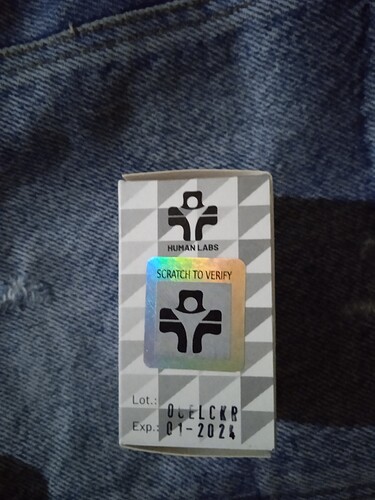 HUMAN LABS
SCRATCH TO VERIFY
Lot.:
Exp.: 01-2024